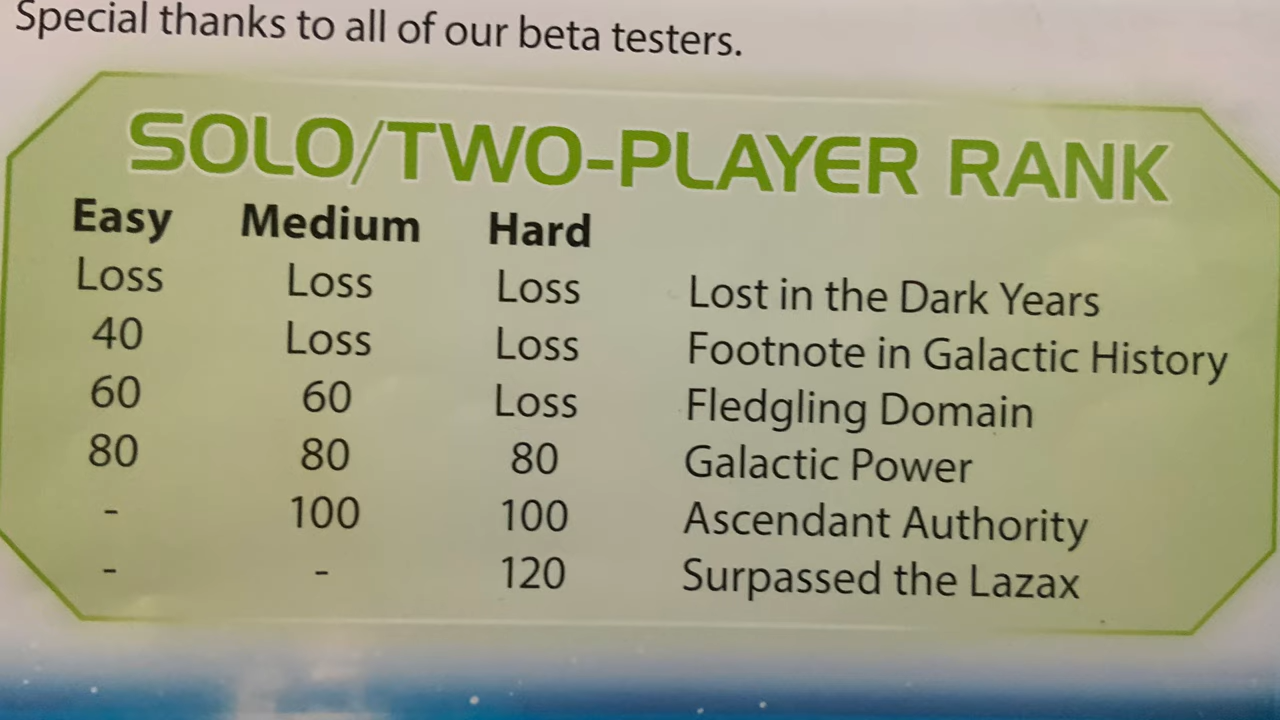 Special thanks to all of our beta testers.
SOLO/TWO-PLAYER RANK
Easy Medium Hard
Loss Loss Loss Lost in the Dark Years
40 Loss Loss Footnote in Galactic History
60 60 Loss Fledgling Domain
80 80 80 Galactic Power
- 100 100 Ascendant Authority
- - 120 Surpassed the Lazax